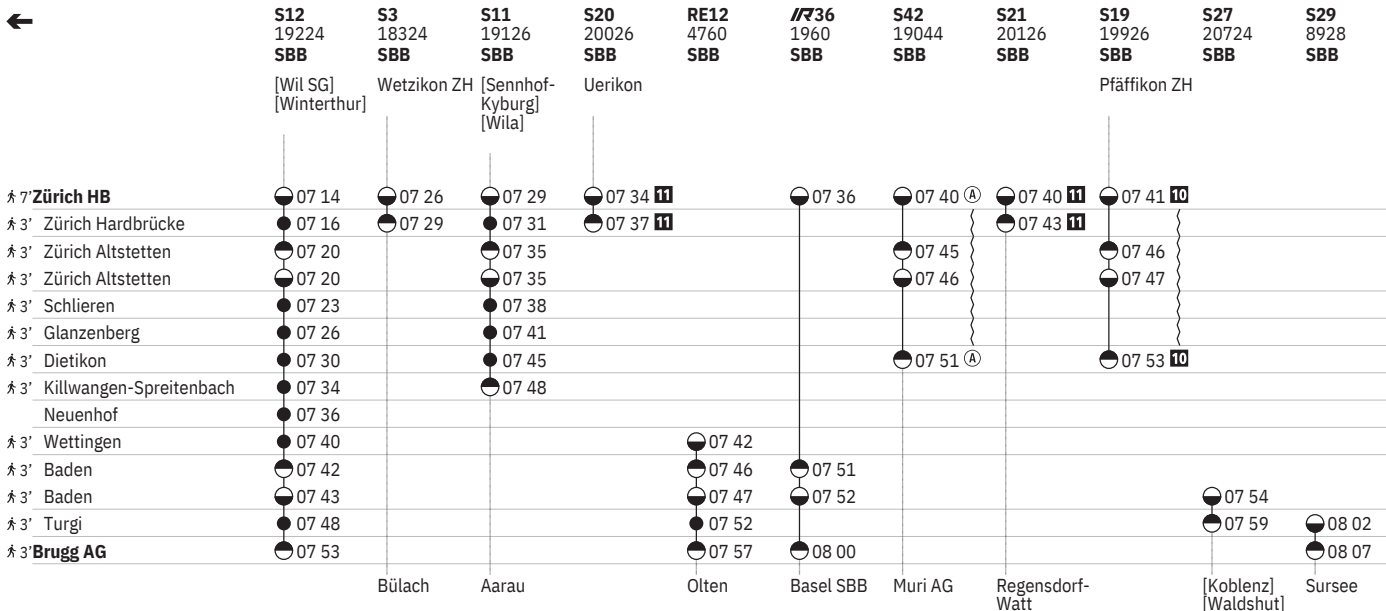 S12 S3 S11 S20 RE12 IR36 S42 S21 S19 S27 S29
19224 18324 19126 20026 4760 1960 19044 20126 19926 20724 8928
SBB SBB SBB SBB SBB SBB SBB SBB SBB SBB SBB
[Wil SG] Wetzikon ZH [Sennhof- Uerikon Pfäffikon ZH
[Winterthur] Kyburg]
[Wila]
7' Zürich HB 07 14 07 26 07 29 07 34 11 07 36 07 40 A 07 40 11 07 41 10
3' Zürich Hardbrücke 07 16 07 29 07 31 07 37 11 07 43 11
3' Zürich Altstetten 07 20 07 35 07 45 07 46
3' Zürich Altstetten 07 20 07 35 07 46 07 47
3' Schlieren 07 23 07 38
3' Glanzenberg 07 26 07 41
3' Dietikon 07 30 07 45 07 51 A 07 53 10
3' Killwangen-Spreitenbach 07 34 07 48
Neuenhof 07 36
3' Wettingen 07 40 07 42
3' Baden 07 42 07 46 07 51
3' Baden 07 43 07 47 07 52 07 54
3' Turgi 07 48 07 52 07 59 08 02
3' Brugg AG 07 53 07 57 08 00 08 07
Bülach Aarau Olten Basel SBB Muri AG Regensdorf- [Koblenz] Sursee
Watt [Waldshut]